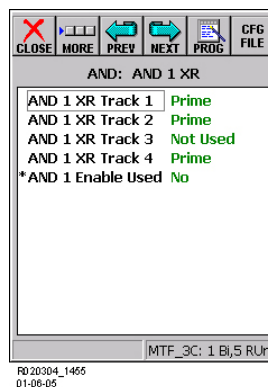 CLOSE MORE PREV NEXT PROG CFG FILE
AND: AND 1 XR
AND 1 XR Track 1 Prime
AND 1 XR Track 2 Prime
AND 1 XR Track 3 Not Used
AND 1 XR Track 4 Prime
*AND 1 Enable Used No
MTF_3C: 1 Bi,5 RUn
R020304_1455
01-06-05